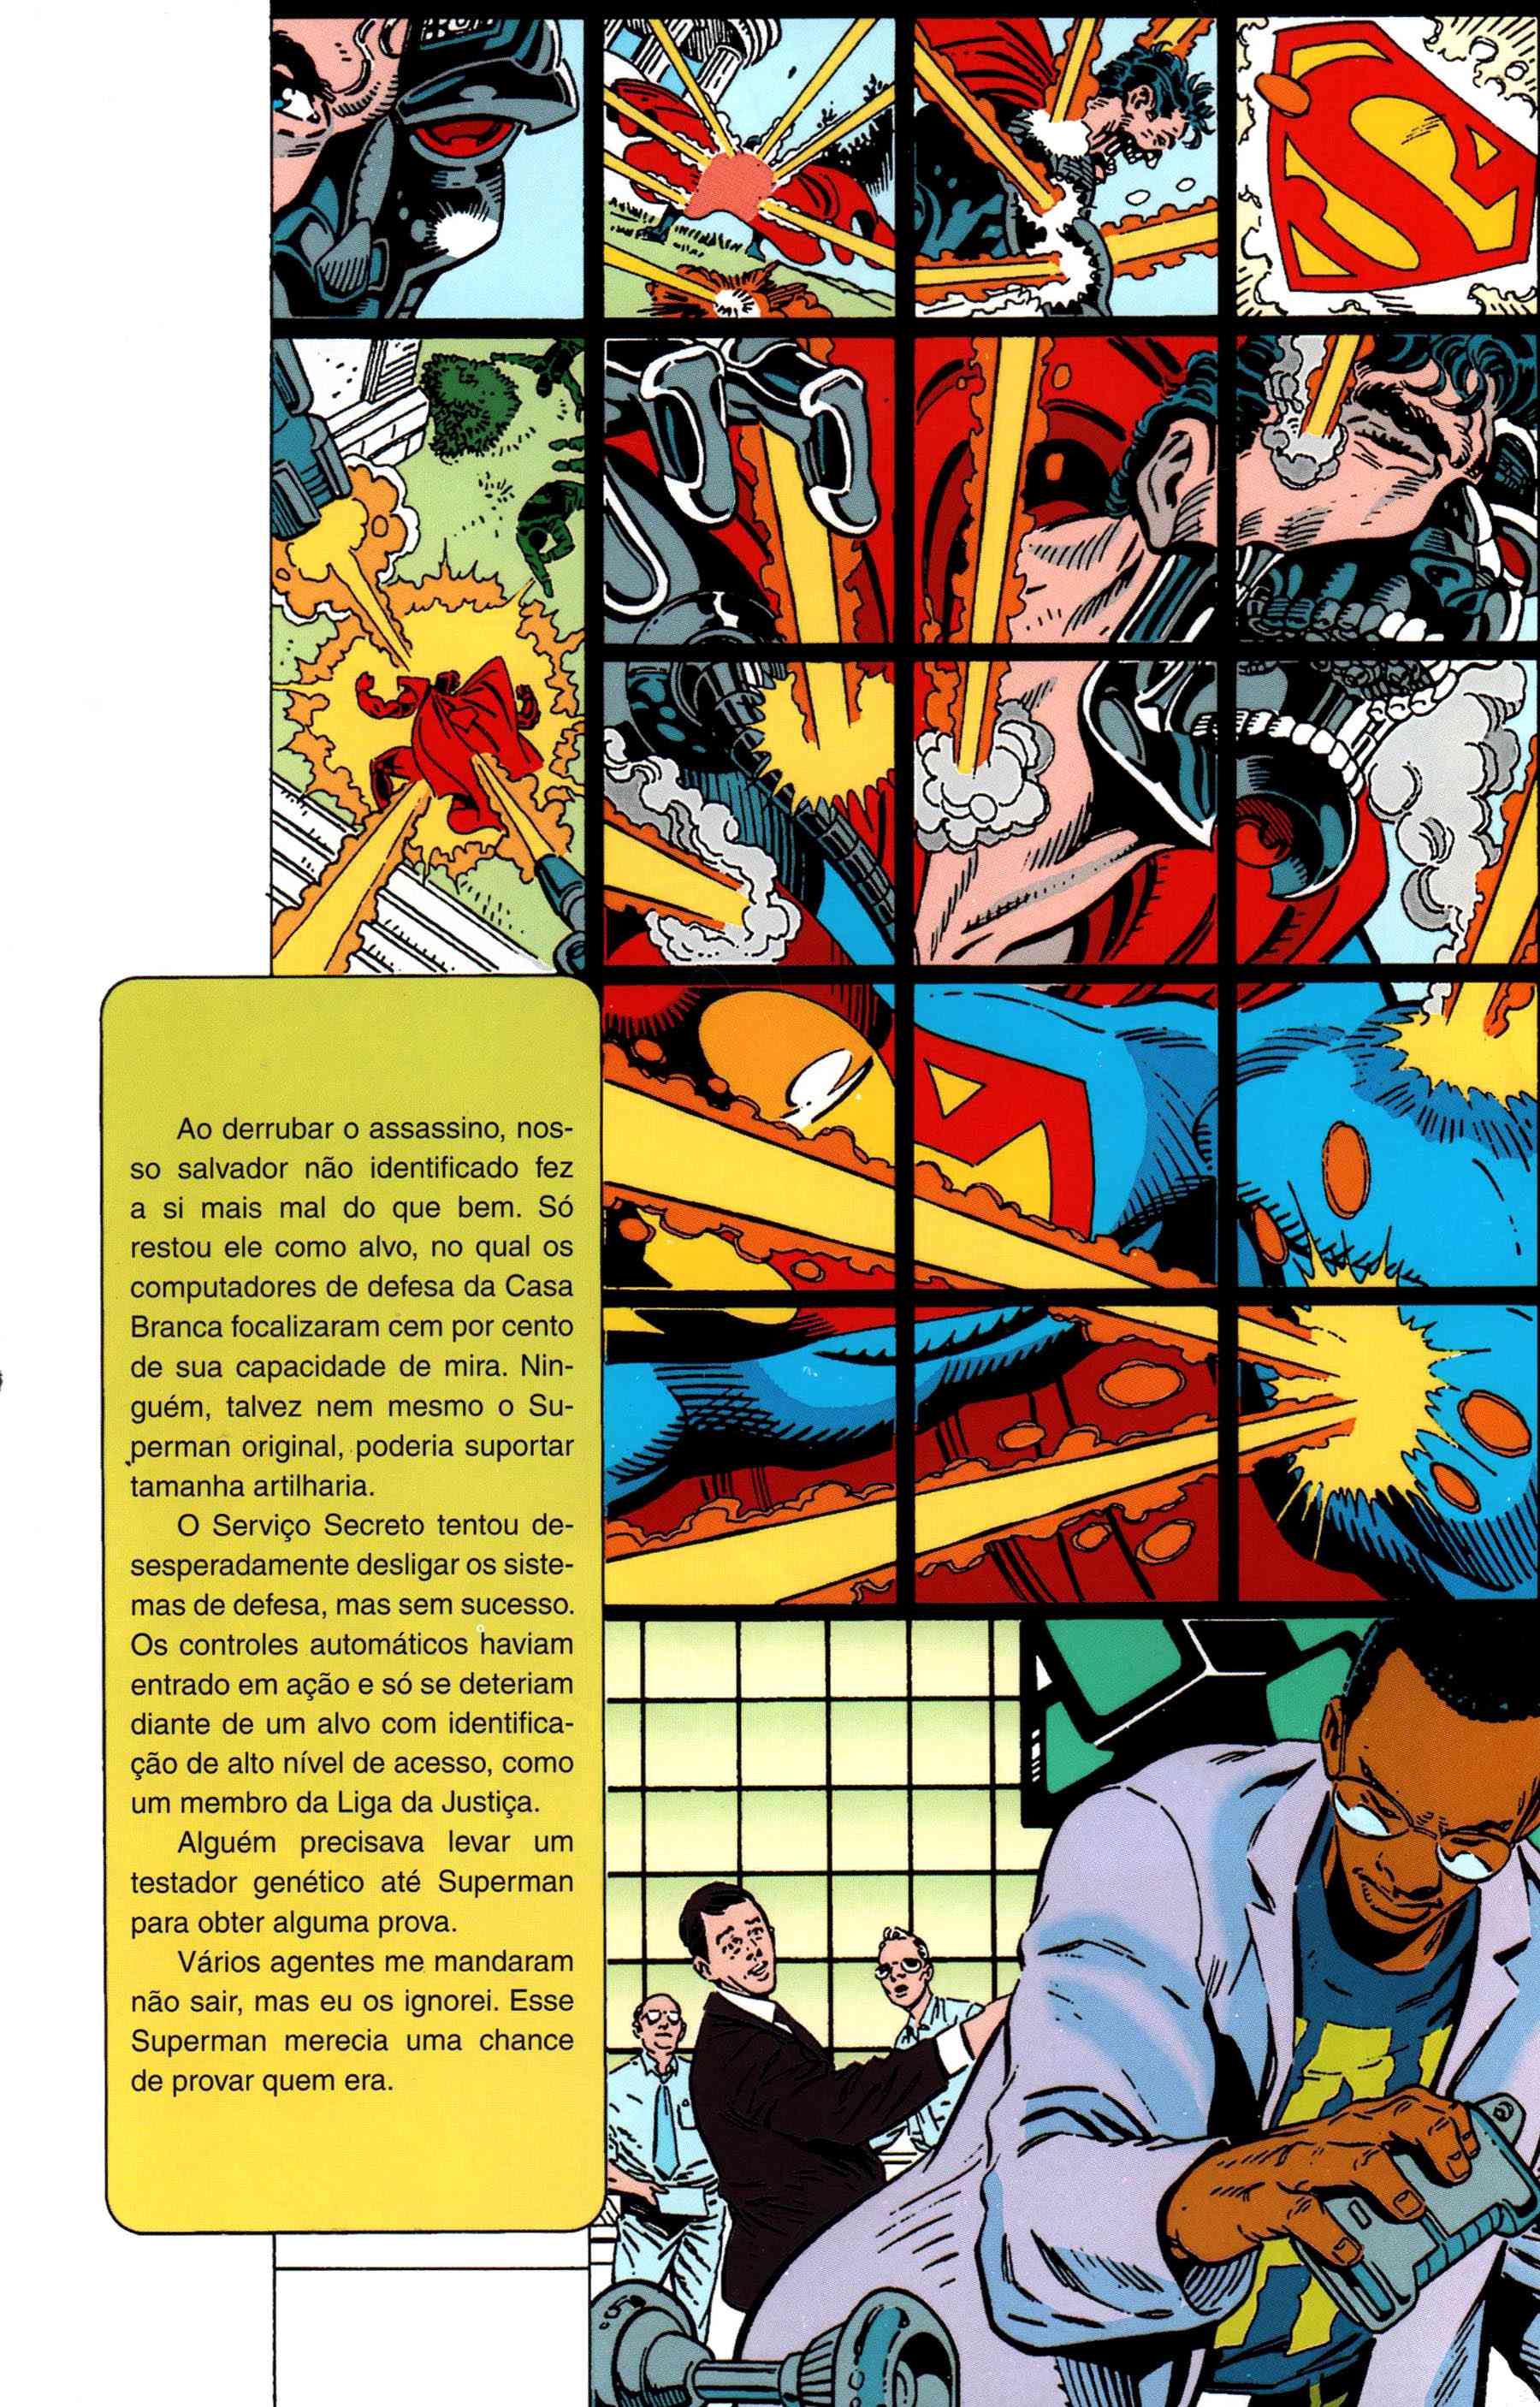 Ao derrubar o assassino, nos-
so salvador não identificado fez
a si mais mal do que bem. Só
restou ele como alvo, no qual os
computadores de defesa da Casa
Branca focalizaram cem por cento
de sua capacidade de mira. Nin-
guém, talvez nem mesmo o Su-
perman original, poderia suportar
tamanha artilharia.
O Serviço Secreto tentou de-
sesperadamente desligar os siste-
mas de defesa, mas sem sucesso.
Os controles automáticos haviam
entrado em ação e só se deteriam
diante de um alvo com identifica-
ção de alto nível de acesso, como
um membro da Liga da Justiça.
Alguém precisava levar um
testador genético até Superman
para obter alguma prova.
Vários agentes me mandaram
não sair, mas eu os ignorei. Esse
Superman merecia uma chance
de provar quem era.
S